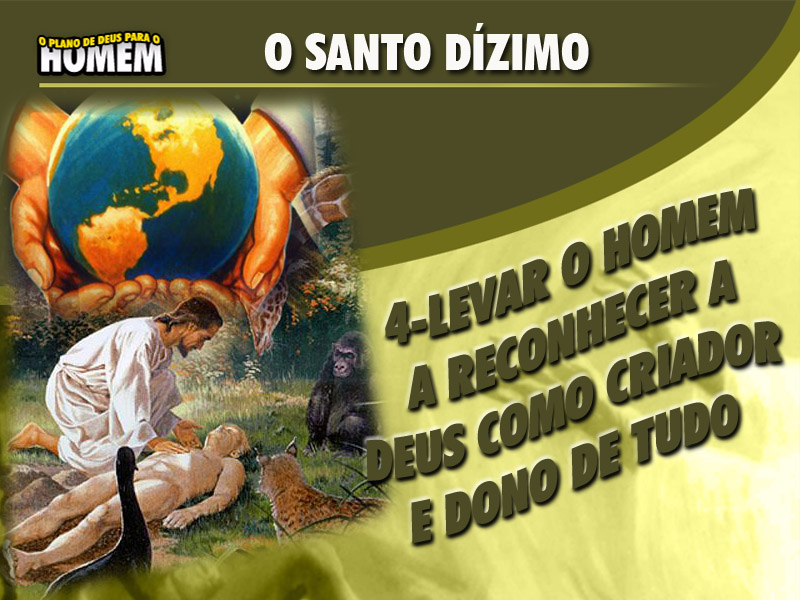 O PLANO DE DEUS PARA O
HOMEM
O SANTO DÍZIMO
4-LEVAR O HOMEM
A RECONHECER A
DEUS COMO CRIADOR
E DONO DE TUDO